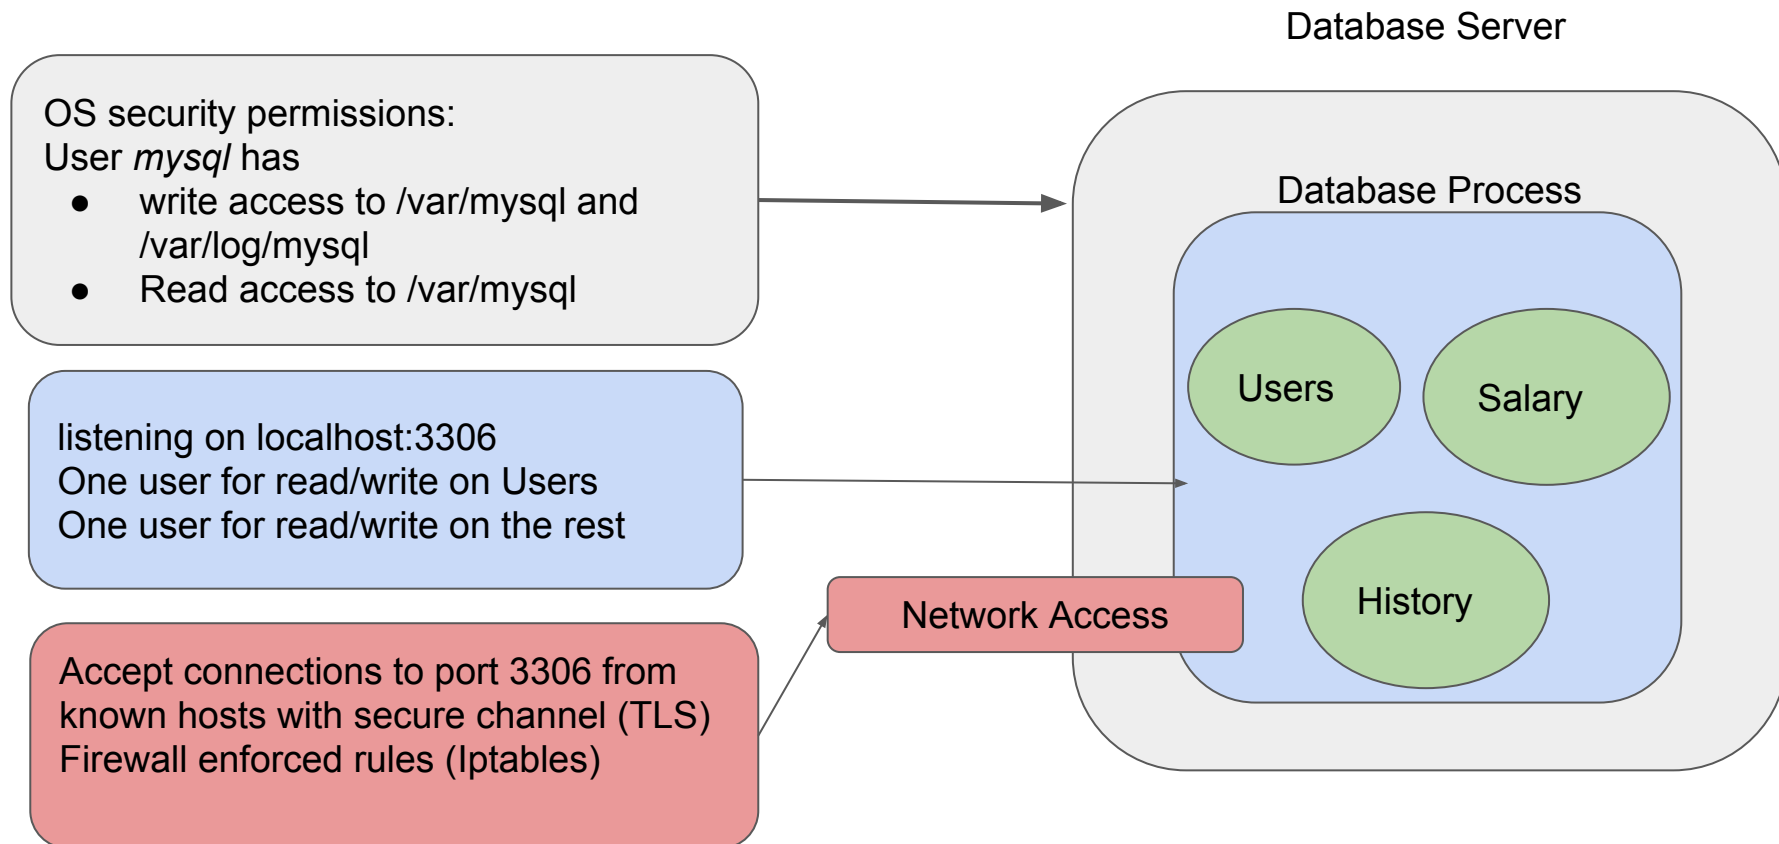 Database Server
OS security permissions:
User mysql has
● write access to /var/mysql and
/var/log/mysql
● Read access to /var/mysql
Database Process
Users
Salary
listening on localhost:3306
One user for read/write on Users
One user for read/write on the rest
Network Access
History
Accept connections to port 3306 from
known hosts with secure channel (TLS)
Firewall enforced rules (Iptables)